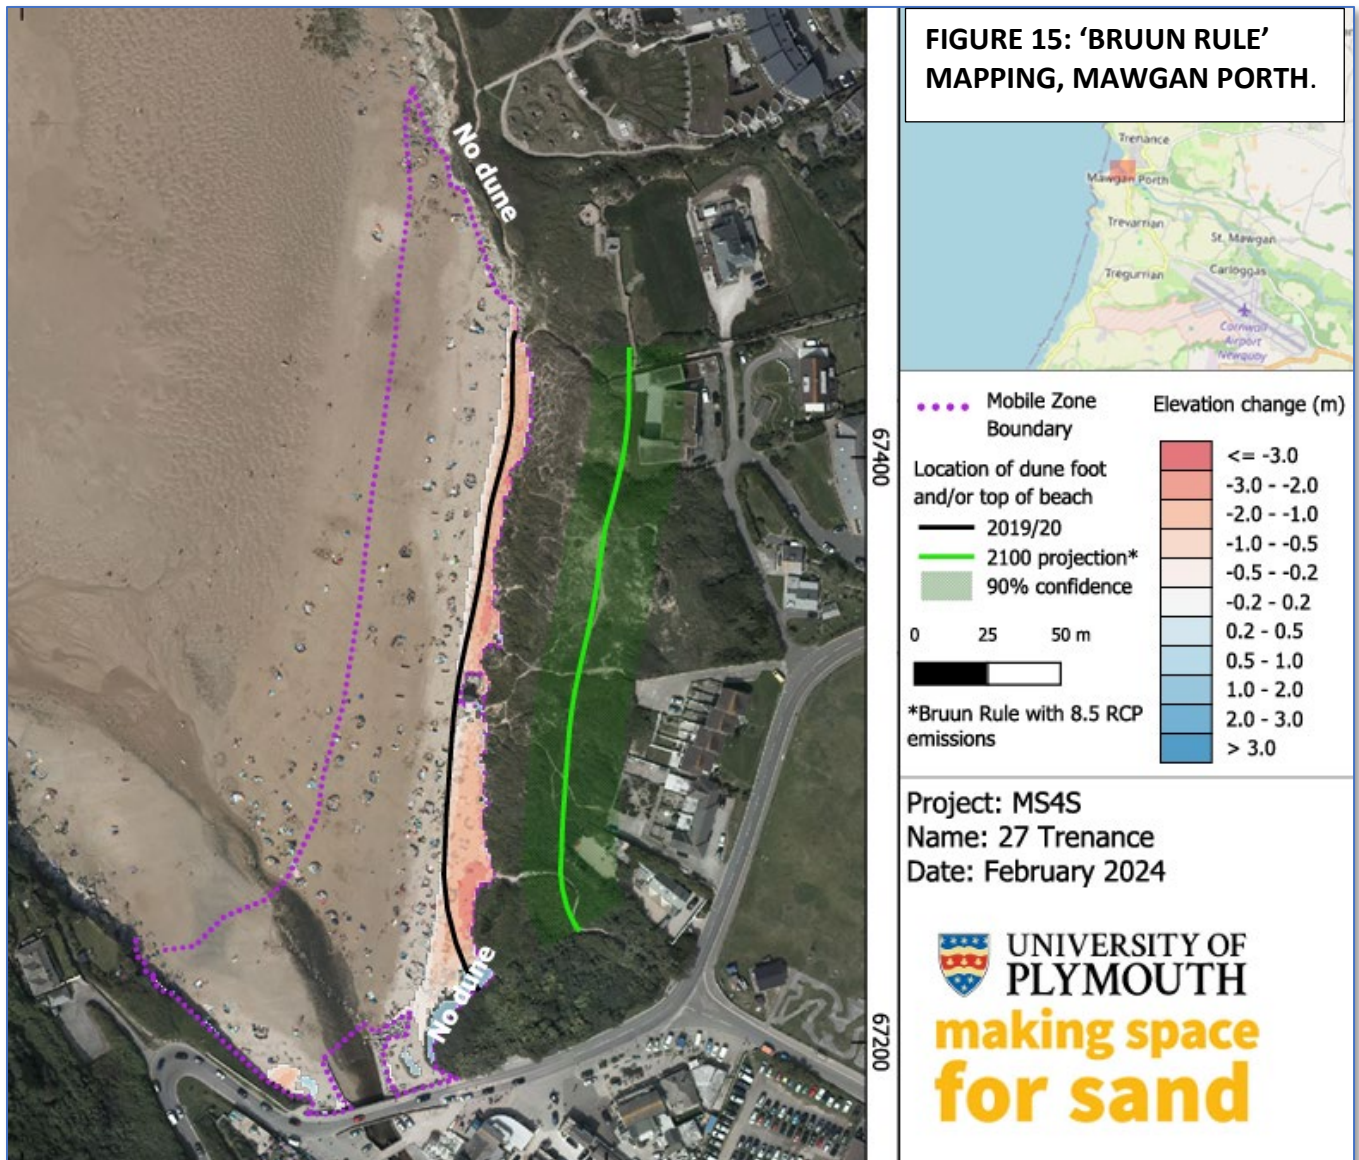 FIGURE 15: ‘BRUUN RULE’
MAPPING, MAWGAN PORTH.
Trenance
Mawgan Porth
Trevarrian
St. Mawgan
Tregurrian
Carloggas
Cornwall
Airport
Newquay
No dune
No dune
67400
67200
Mobile Zone
Boundary
Location of dune foot
and/or top of beach
2019/20
2100 projection*
90% confidence
0 25 50 m
*Bruun Rule with 8.5 RCP
emissions
Elevation change (m)
<= -3.0
-3.0 - -2.0
-2.0 - -1.0
-1.0 - -0.5
-0.5 - -0.2
-0.2 - 0.2
0.2 - 0.5
0.5 - 1.0
1.0 - 2.0
2.0 - 3.0
> 3.0
Project: MS4S
Name: 27 Trenance
Date: February 2024
UNIVERSITY OF
PLYMOUTH
making space
for sand